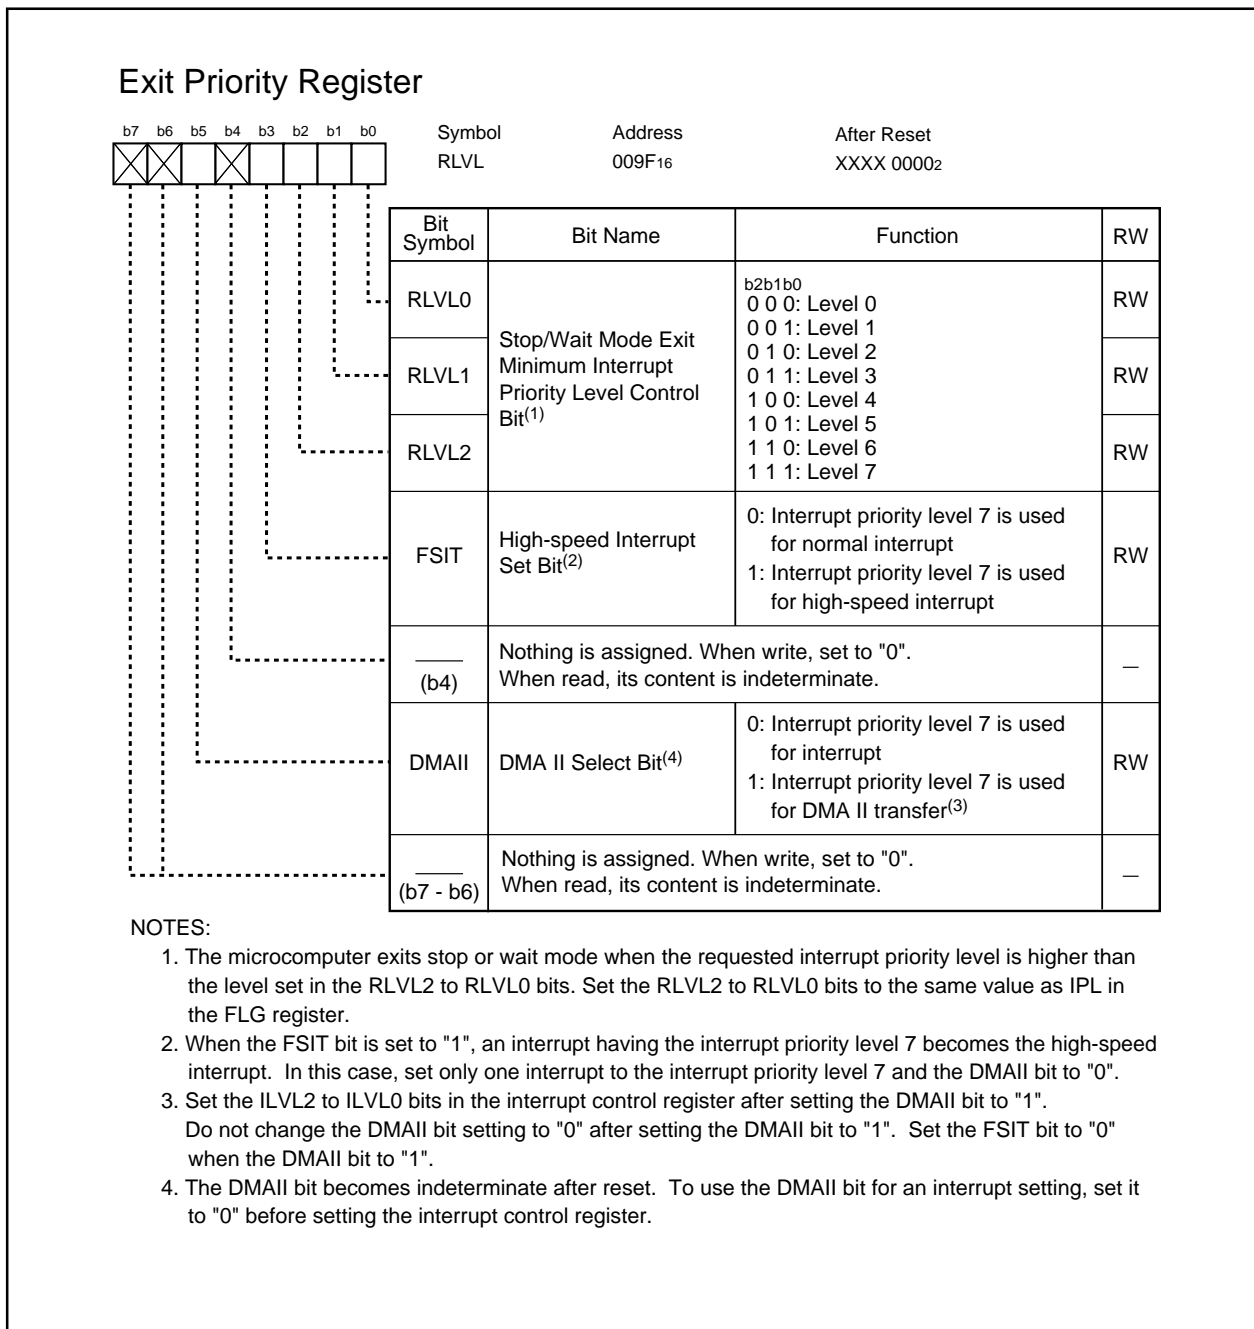 Exit Priority Register
b7 b6 b5 b4 b3 b2 b1 b0
Symbol Address After Reset
RLVL 009F16 XXXX 00002
Bit Symbol Bit Name Function RW
RLVL0
RLVL1
RLVL2
Stop/Wait Mode Exit
Minimum Interrupt
Priority Level Control
Bit(1)
b2b1b0
0 0 0: Level 0
0 0 1: Level 1
0 1 0: Level 2
0 1 1: Level 3
1 0 0: Level 4
1 0 1: Level 5
1 1 0: Level 6
1 1 1: Level 7
RW
RW
RW
FSIT
High-speed Interrupt
Set Bit(2)
0: Interrupt priority level 7 is used
for normal interrupt
1: Interrupt priority level 7 is used
for high-speed interrupt
RW
(b4)
Nothing is assigned. When write, set to "0".
When read, its content is indeterminate.
—
DMAII
DMA II Select Bit(4)
0: Interrupt priority level 7 is used
for interrupt
1: Interrupt priority level 7 is used
for DMA II transfer(3)
RW
(b7 - b6)
Nothing is assigned. When write, set to "0".
When read, its content is indeterminate.
—
NOTES:
1. The microcomputer exits stop or wait mode when the requested interrupt priority level is higher than
the level set in the RLVL2 to RLVL0 bits. Set the RLVL2 to RLVL0 bits to the same value as IPL in
the FLG register.
2. When the FSIT bit is set to "1", an interrupt having the interrupt priority level 7 becomes the high-speed
interrupt. In this case, set only one interrupt to the interrupt priority level 7 and the DMAII bit to "0".
3. Set the ILVL2 to ILVL0 bits in the interrupt control register after setting the DMAII bit to "1".
Do not change the DMAII bit setting to "0" after setting the DMAII bit to "1". Set the FSIT bit to "0"
when the DMAII bit to "1".
4. The DMAII bit becomes indeterminate after reset. To use the DMAII bit for an interrupt setting, set it
to "0" before setting the interrupt control register.